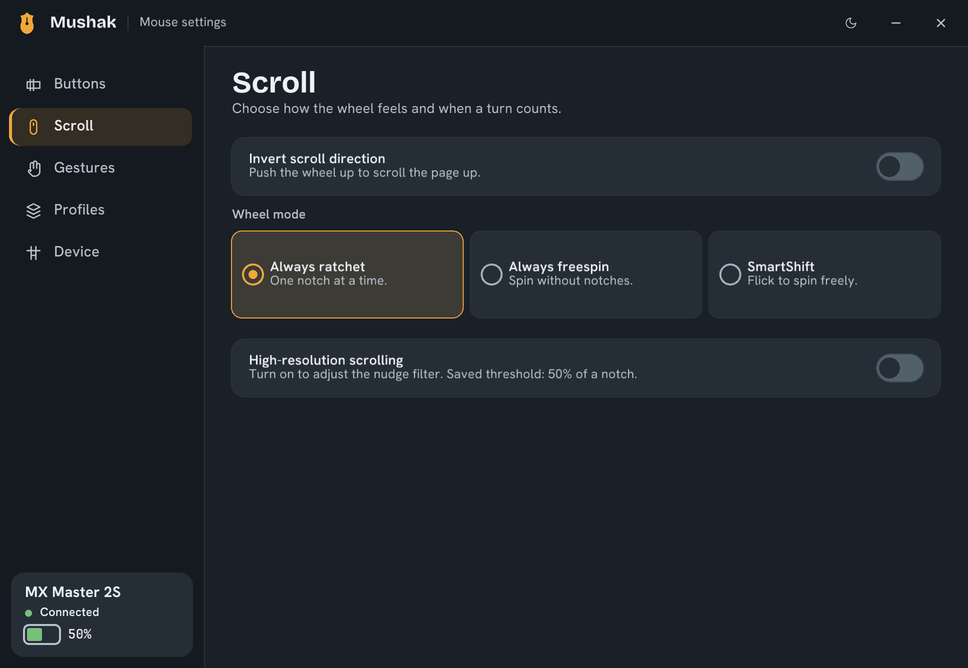 Mushak
Mouse settings
Buttons
Scroll
Gestures
Profiles
Device
Scroll
Choose how the wheel feels and when a turn counts.
Invert scroll direction
Push the wheel up to scroll the page up.
Wheel mode
Always ratchet
One notch at a time.
Always freespin
Spin without notches.
SmartShift
Flick to spin freely.
High-resolution scrolling
Turn on to adjust the nudge filter. Saved threshold: 50% of a notch.
MX Master 2S
Connected
50%